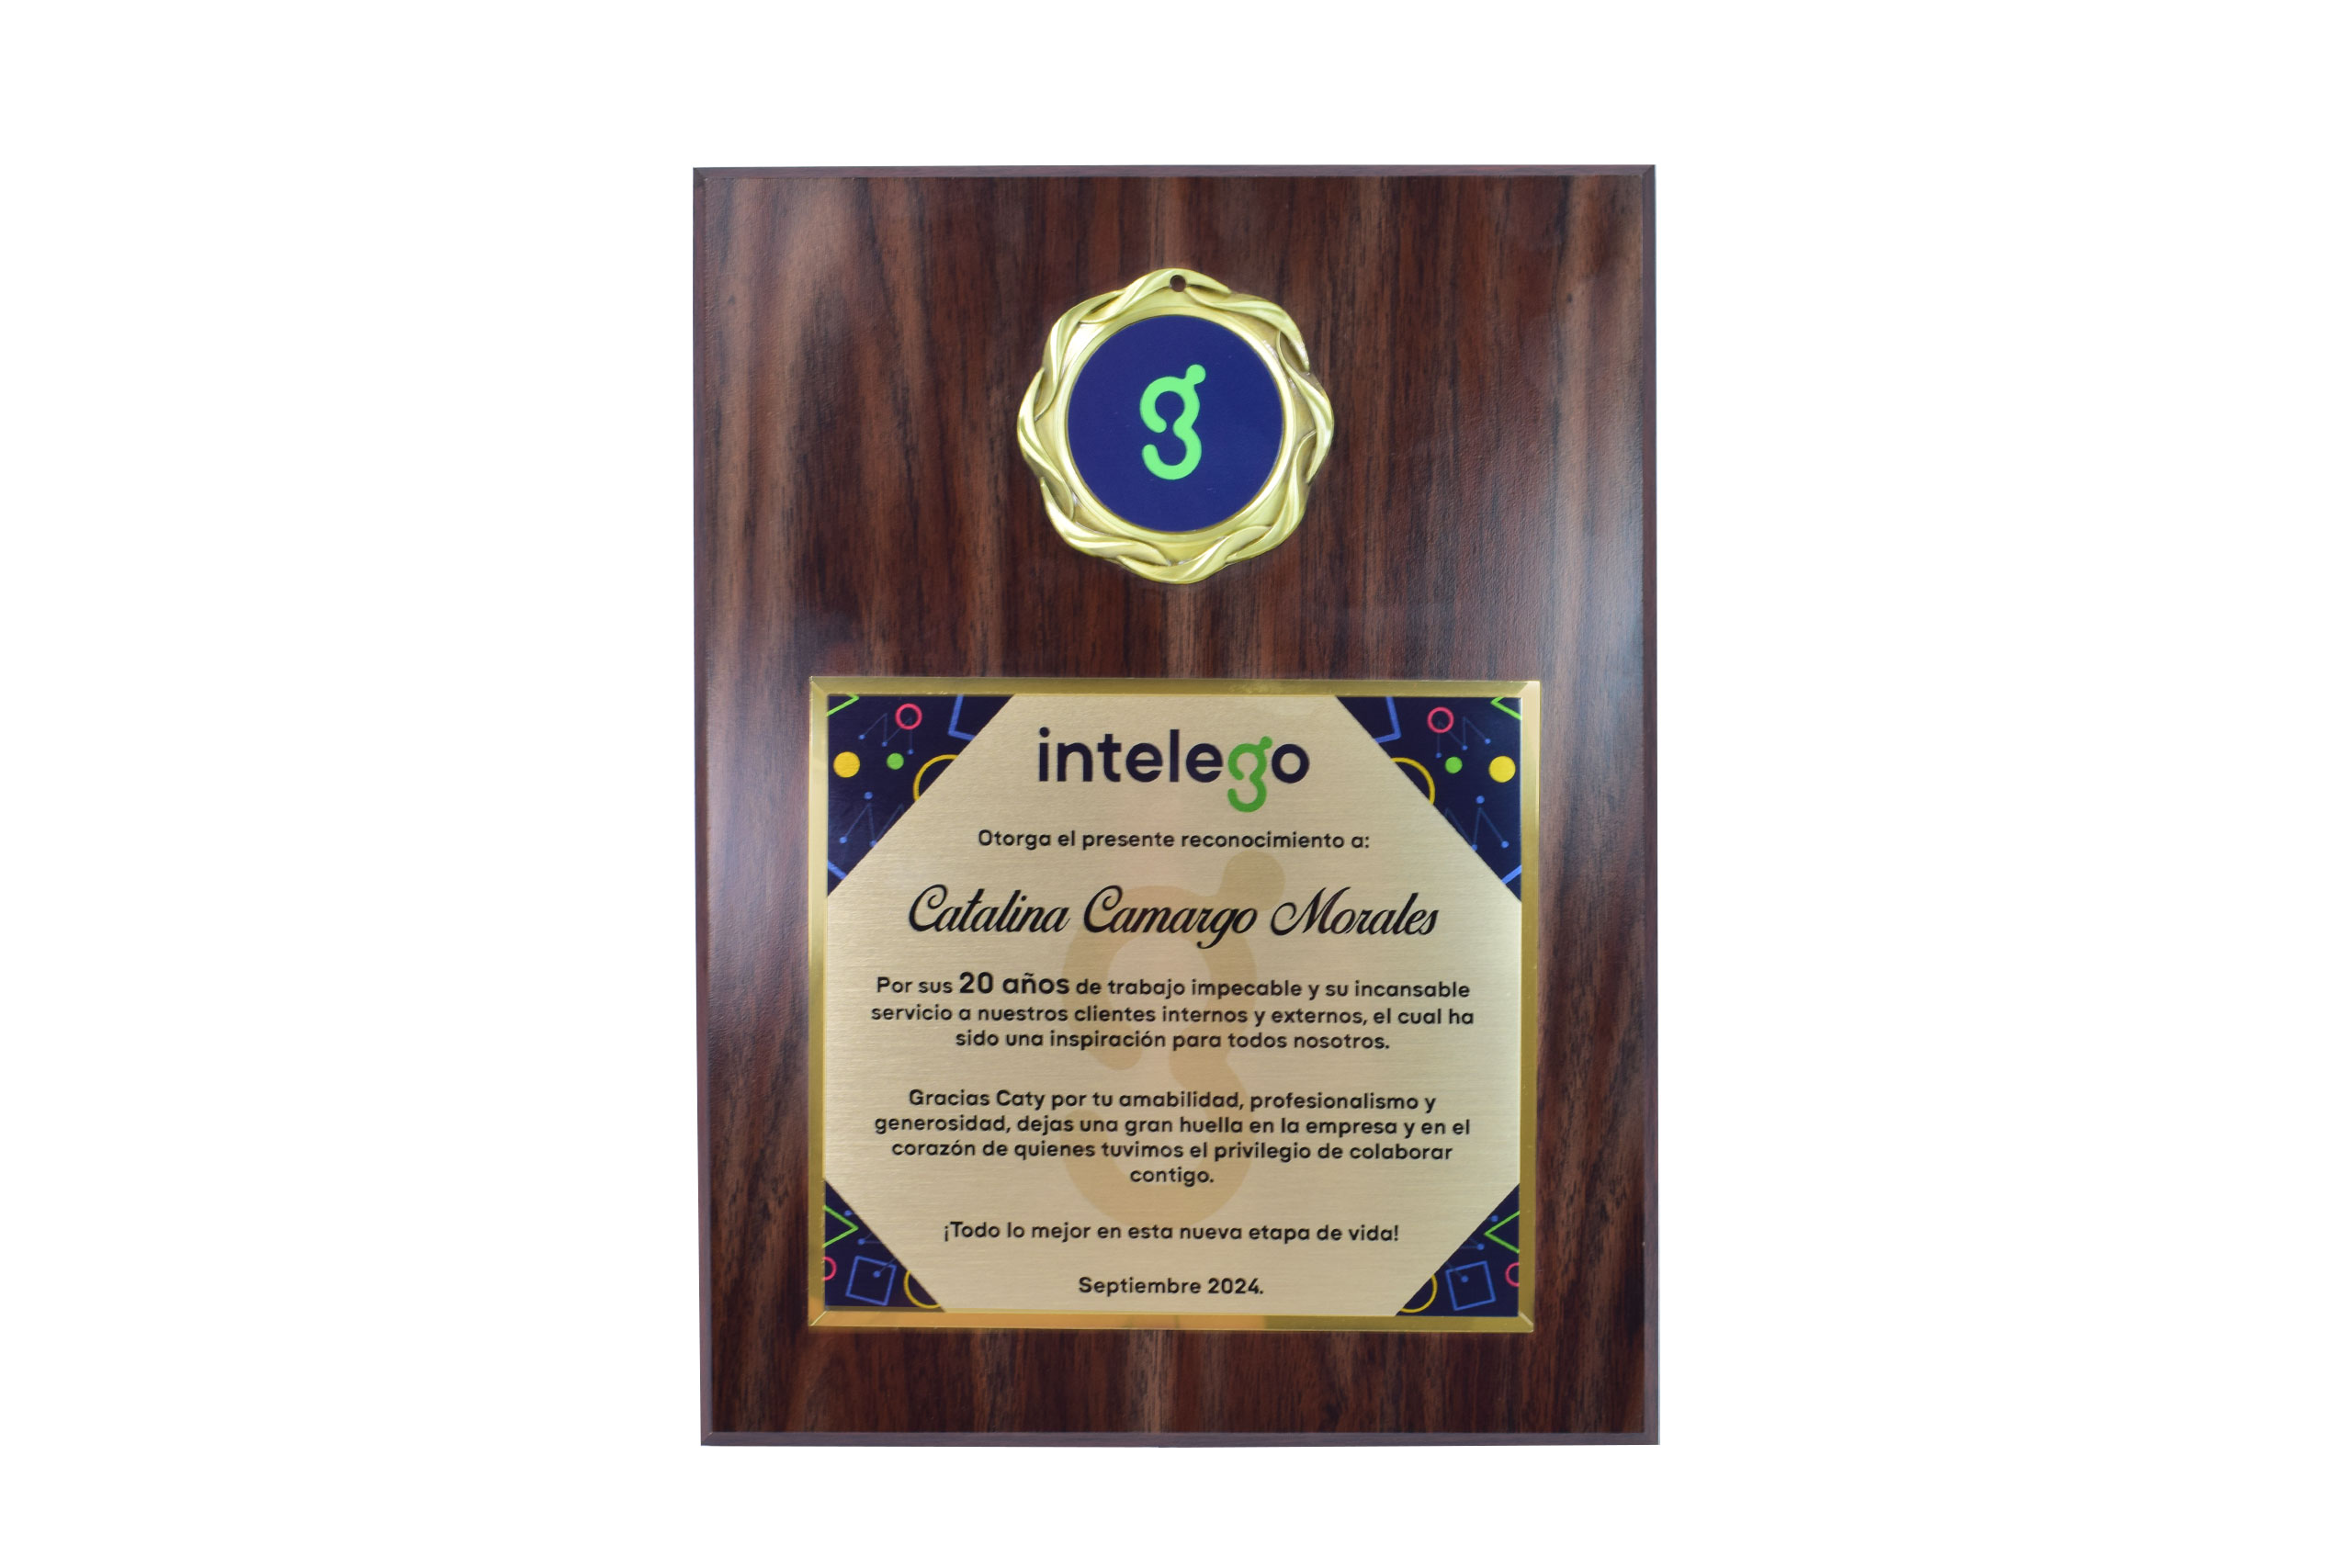 g
intelego
Otorga el presente reconocimiento a:
Catalina Camargo Morales
Por sus 20 años de trabajo impecable y su incansable
servicio a nuestros clientes internos y externos, el cual ha
sido una inspiración para todos nosotros.
Gracias Caty por tu amabilidad, profesionalismo y
generosidad, dejas una gran huella en la empresa y en el
corazón de quienes tuvimos el privilegio de colaborar
contigo.
¡Todo lo mejor en esta nueva etapa de vida!
Septiembre 2024.